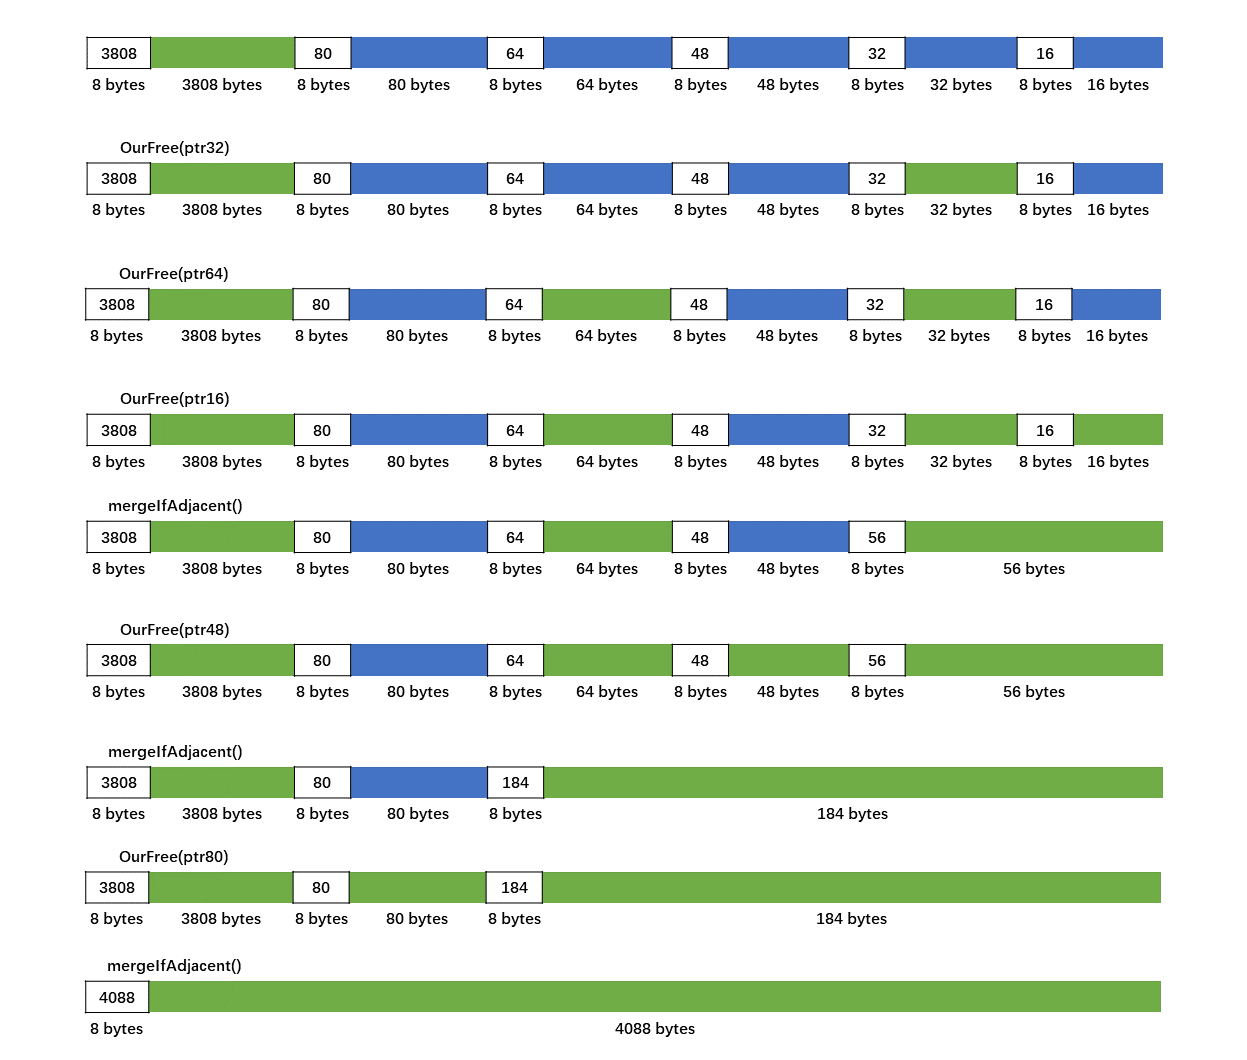 3808 80 64 48 32 16
8 bytes 3808 bytes 8 bytes 80 bytes 8 bytes 64 bytes 8 bytes 48 bytes 8 bytes 32 bytes 8 bytes 16 bytes
OurFree(ptr32)
3808 80 64 48 32 16
8 bytes 3808 bytes 8 bytes 80 bytes 8 bytes 64 bytes 8 bytes 48 bytes 8 bytes 32 bytes 8 bytes 16 bytes
OurFree(ptr64)
3808 80 64 48 32 16
8 bytes 3808 bytes 8 bytes 80 bytes 8 bytes 64 bytes 8 bytes 48 bytes 8 bytes 32 bytes 8 bytes 16 bytes
OurFree(ptr16)
3808 80 64 48 32 16
8 bytes 3808 bytes 8 bytes 80 bytes 8 bytes 64 bytes 8 bytes 48 bytes 8 bytes 32 bytes 8 bytes 16 bytes
mergeIfAdjacent()
3808 80 64 48 56
8 bytes 3808 bytes 8 bytes 80 bytes 8 bytes 64 bytes 8 bytes 48 bytes 8 bytes 56 bytes
OurFree(ptr48)
3808 80 64 48 56
8 bytes 3808 bytes 8 bytes 80 bytes 8 bytes 64 bytes 8 bytes 48 bytes 8 bytes 56 bytes
mergeIfAdjacent()
3808 80 184
8 bytes 3808 bytes 8 bytes 80 bytes 8 bytes 184 bytes
OurFree(ptr80)
3808 80 184
8 bytes 3808 bytes 8 bytes 80 bytes 8 bytes 184 bytes
mergeIfAdjacent()
4088
8 bytes 4088 bytes